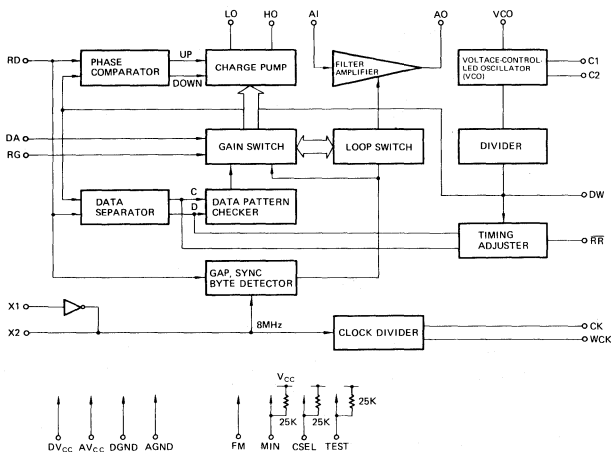 LO HO AI AO VCO
RD
PHASE
COMPARATOR
UP
DOWN
CHARGE PUMP
FILTER
AMPLIFIER
VOLTACE-CONTROL-
LED OSCILLATOR
(VCO)
C1
C2
DA
RG
GAIN SWITCH
LOOP SWITCH
DIVIDER
DW
DATA
SEPARATOR
C
D
DATA PATTERN
CHECKER
TIMING
ADJUSTER
R̅R̅
GAP, SYNC
BYTE DETECTOR
X1
X2
8MHz
CLOCK DIVIDER
CK
WCK
VCC
25K 25K 25K
DVCC AVCC DGND AGND FM MIN CSEL TEST